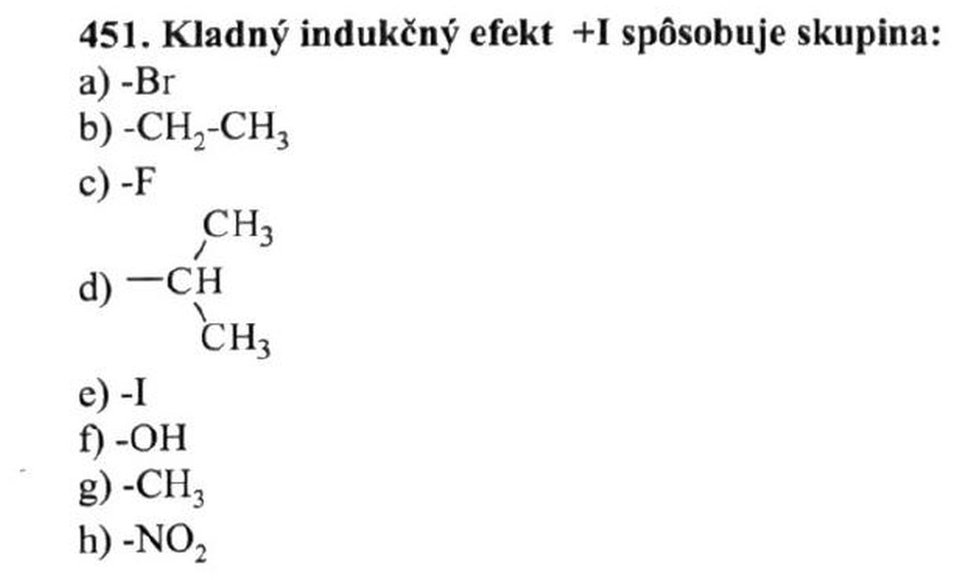 451. Kladný indukčný efekt +I spôsobuje skupina:
a) -Br
b) -CH₂-CH₃
c) -F
CH₃
d) —CH
CH₃
e) -I
f) -OH
g) -CH₃
h) -NO₂